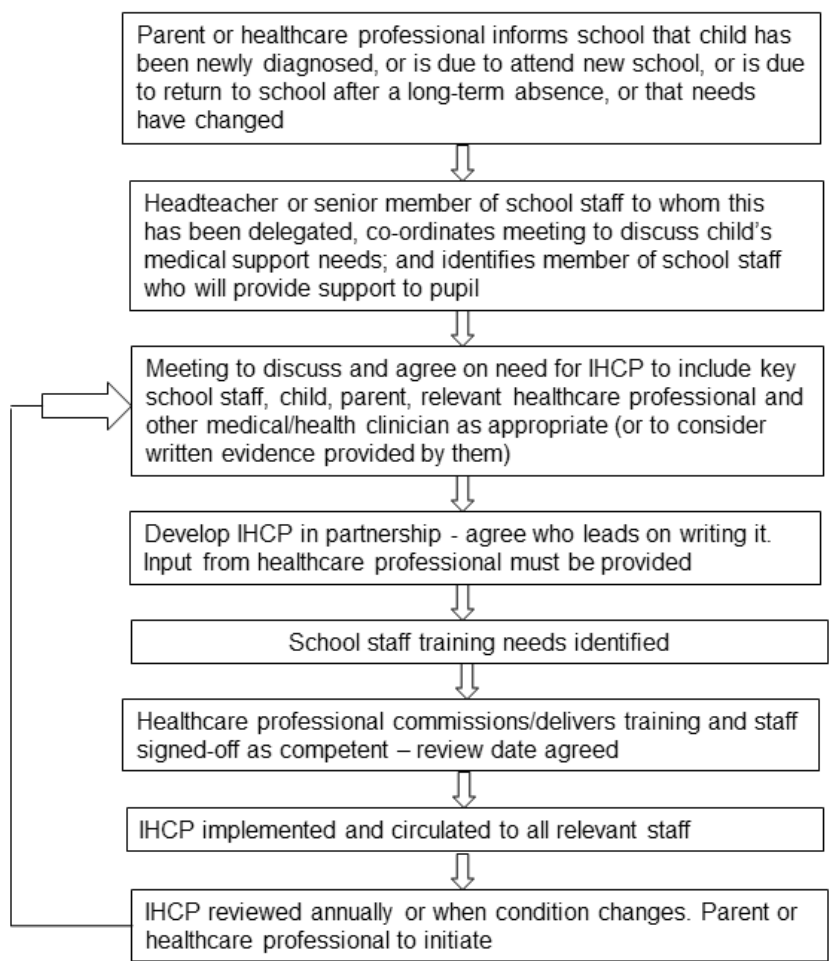 Parent or healthcare professional informs school that child has
been newly diagnosed, or is due to attend new school, or is due
to return to school after a long-term absence, or that needs
have changed
Headteacher or senior member of school staff to whom this
has been delegated, co-ordinates meeting to discuss child's
medical support needs; and identifies member of school staff
who will provide support to pupil
Meeting to discuss and agree on need for IHCP to include key
school staff, child, parent, relevant healthcare professional and
other medical/health clinician as appropriate (or to consider
written evidence provided by them)
Develop IHCP in partnership - agree who leads on writing it.
Input from healthcare professional must be provided
School staff training needs identified
Healthcare professional commissions/delivers training and staff
signed-off as competent – review date agreed
IHCP implemented and circulated to all relevant staff
IHCP reviewed annually or when condition changes. Parent or
healthcare professional to initiate